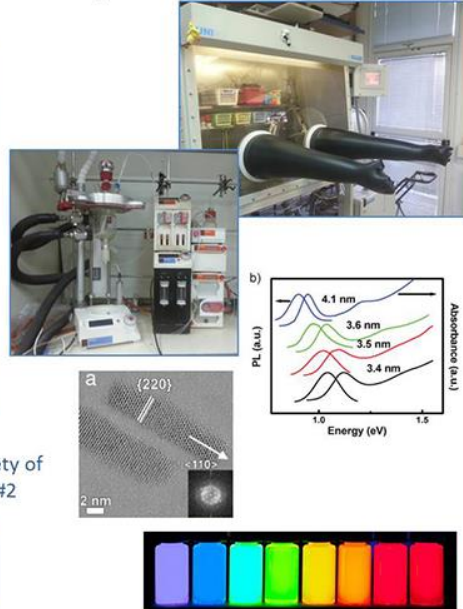 b)
4.1 nm
3.6 nm
3.5 nm
3.4 nm
PL (a.u.)
Absorbance (a.u.)
1.0
1.5
Energy (eV)
a
{220}
<110>
2 nm
ety of
#2